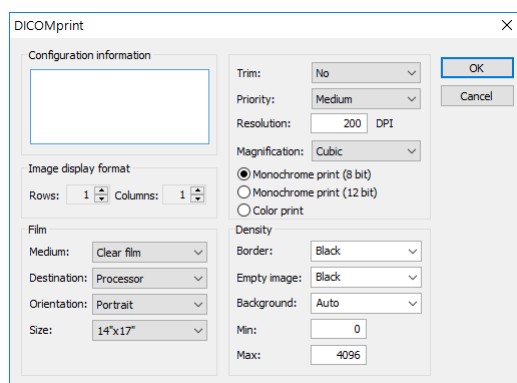 DICOMprint
Configuration information
Image display format
Rows: 1 Columns: 1
Film
Medium: Clear film
Destination: Processor
Orientation: Portrait
Size: 14"x17"
Trim: No
Priority: Medium
Resolution: 200 DPI
Magnification: Cubic
Monochrome print (8 bit)
Monochrome print (12 bit)
Color print
Density
Border: Black
Empty image: Black
Background: Auto
Min: 0
Max: 4096
OK
Cancel